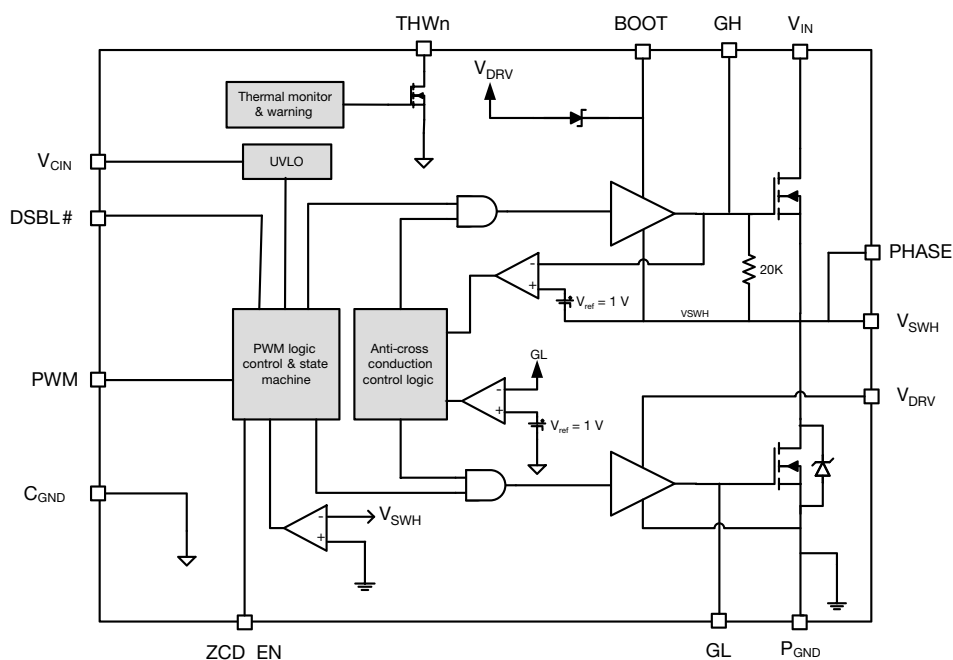 THWn
BOOT
GH
VIN
VDRV
Thermal monitor
& warning
VCIN
UVLO
DSBL#
PHASE
20K
Vref = 1 V
VSWH
VSWH
PWM logic
control & state
machine
Anti-cross
conduction
control logic
GL
PWM
VDRV
Vref = 1 V
CGND
VSWH
ZCD_EN
GL
PGND
-
+
-
+
-
+